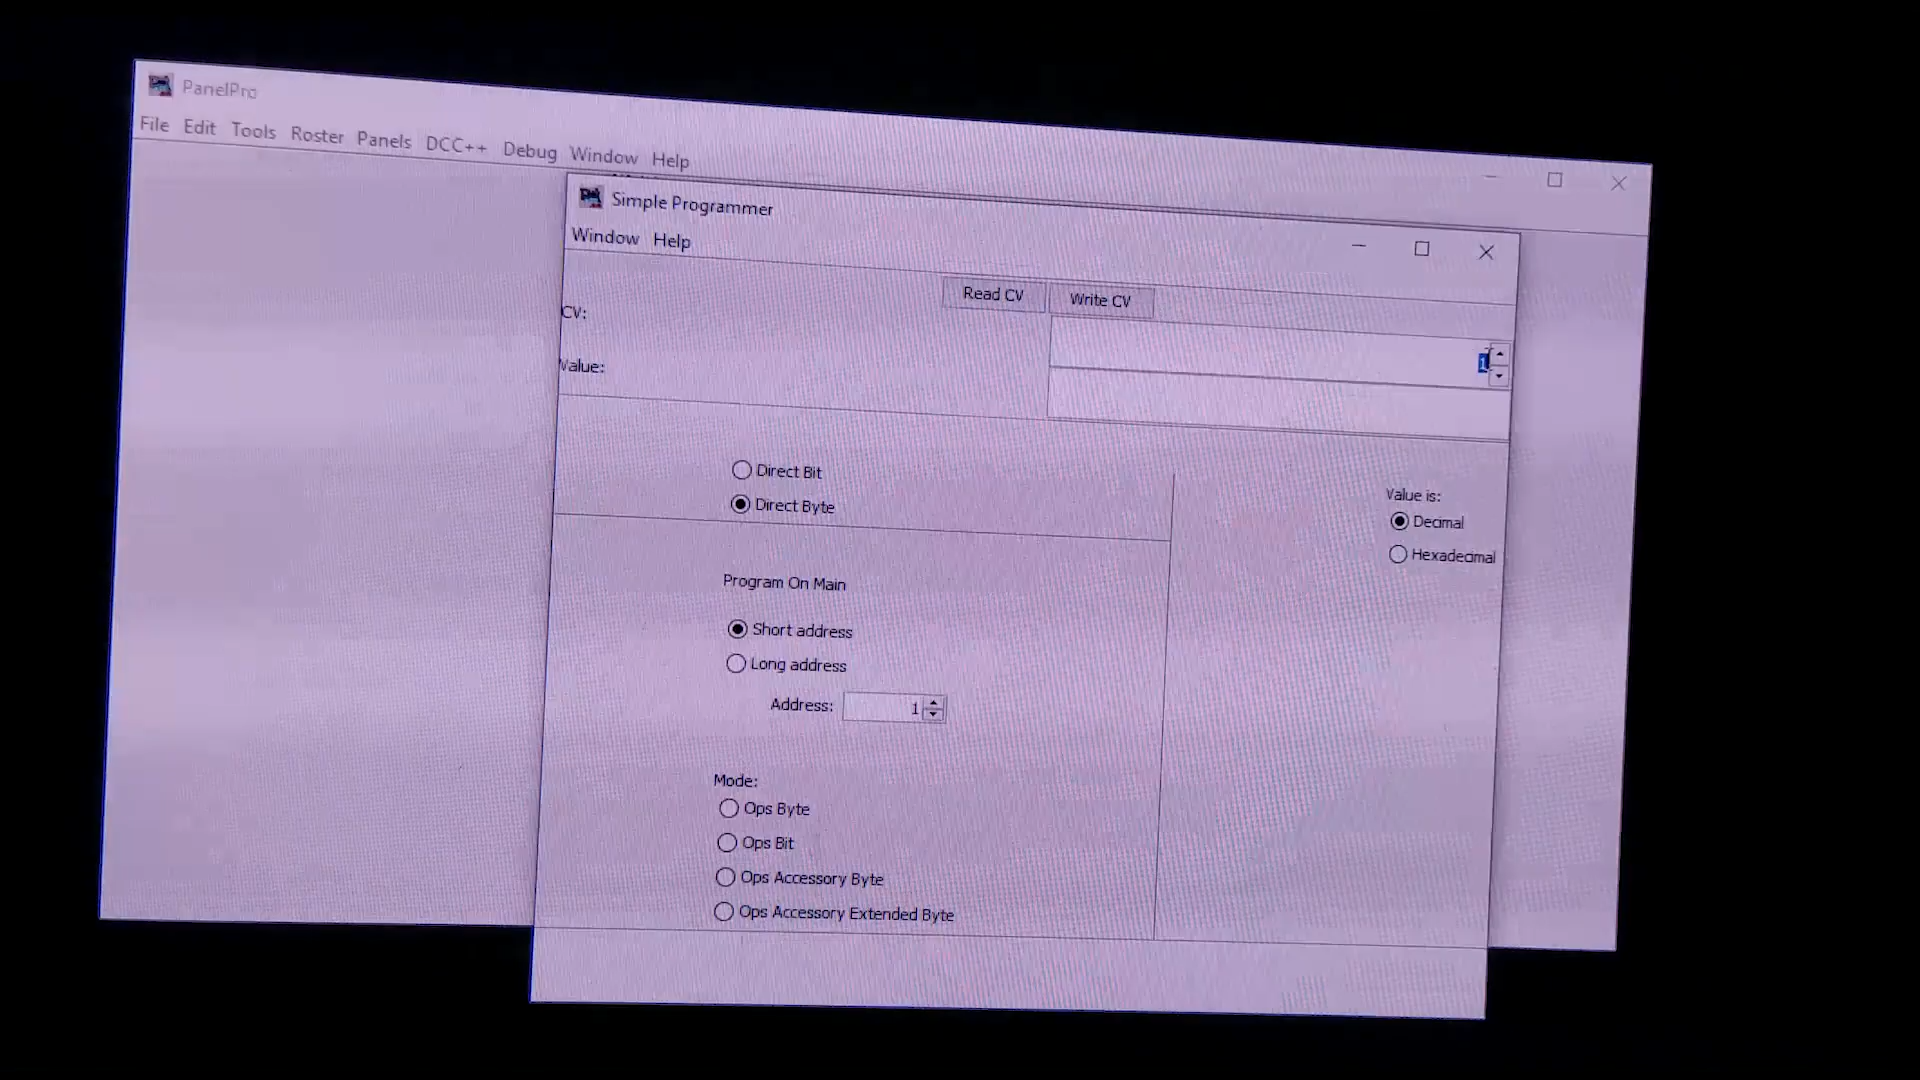 PanelPro
File Edit Tools Roster Panels DCC++ Debug Window Help
Simple Programmer
Window Help
Read CV Write CV
CV:
1
Value:
Direct Bit
Direct Byte
Value is:
Decimal
Hexadecimal
Program On Main
Short address
Long address
Address: 1
Mode:
Ops Byte
Ops Bit
Ops Accessory Byte
Ops Accessory Extended Byte